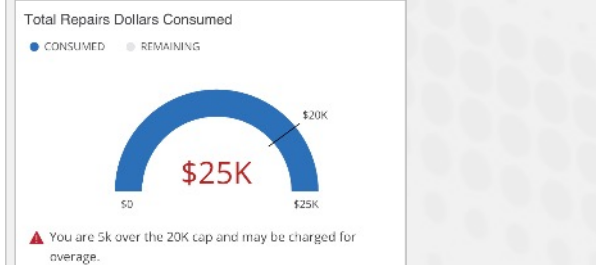 Total Repairs Dollars Consumed
CONSUMED REMAINING
$20K
$25K
$0 $25K
You are 5k over the 20K cap and may be charged for
overage.